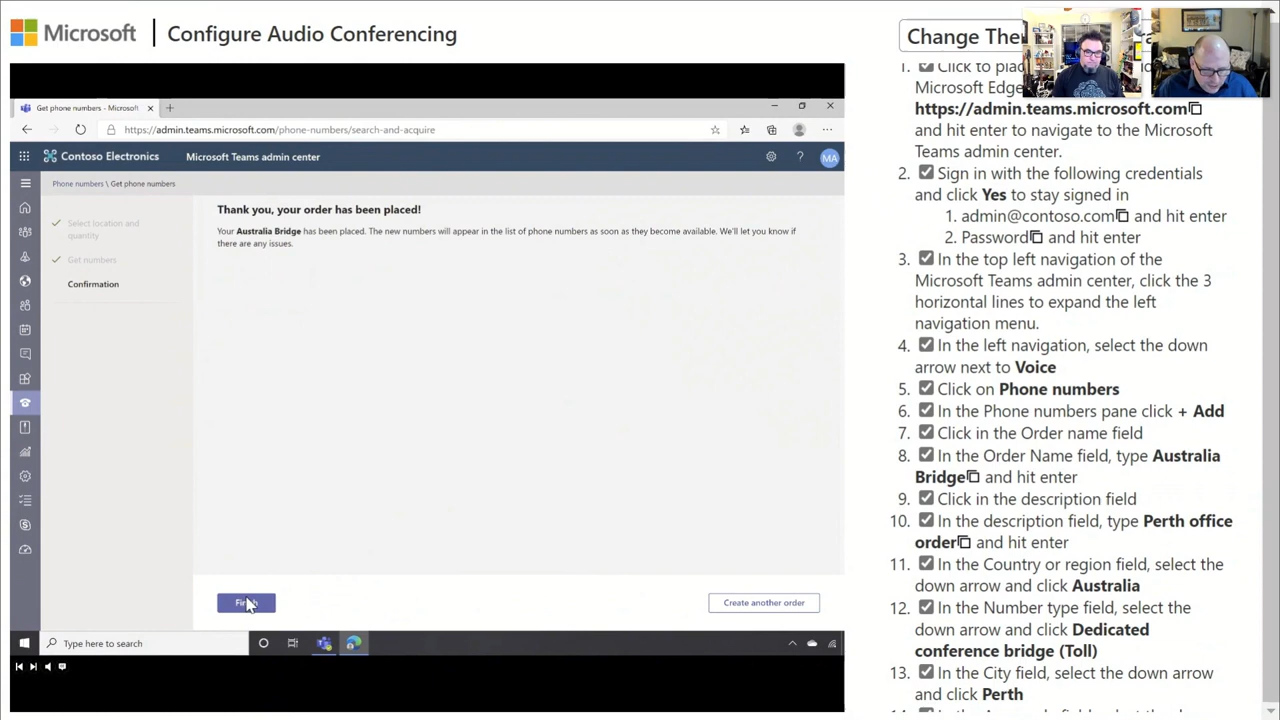 Microsoft | Configure Audio Conferencing
Get phone numbers - Microsoft
https://admin.teams.microsoft.com/phone-numbers/search-and-acquire
Contoso Electronics
Microsoft Teams admin center
MA
Phone numbers \ Get phone numbers
Select location and
quantity
Get numbers
Confirmation
Thank you, your order has been placed!
Your Australia Bridge has been placed. The new numbers will appear in the list of phone numbers as soon as they become available. We'll let you know if
there are any issues.
Create another order
Type here to search
Change
1. Click to
Microsoft
https://admin.teams.microsoft.com
and hit enter to navigate to the Microsoft
Teams admin center.
2. Sign in with the following credentials
and click Yes to stay signed in
1. admin@contoso.com and hit enter
2. Password and hit enter
3. In the top left navigation of the
Microsoft Teams admin center, click the 3
horizontal lines to expand the left
navigation menu.
4. In the left navigation, select the down
arrow next to Voice
5. Click on Phone numbers
6. In the Phone numbers pane click + Add
7. Click in the Order name field
8. In the Order Name field, type Australia
Bridge and hit enter
9. Click in the description field
10. In the description field, type Perth office
order and hit enter
11. In the Country or region field, select the
down arrow and click Australia
12. In the Number type field, select the
down arrow and click Dedicated
conference bridge (Toll)
13. In the City field, select the down arrow
and click Perth